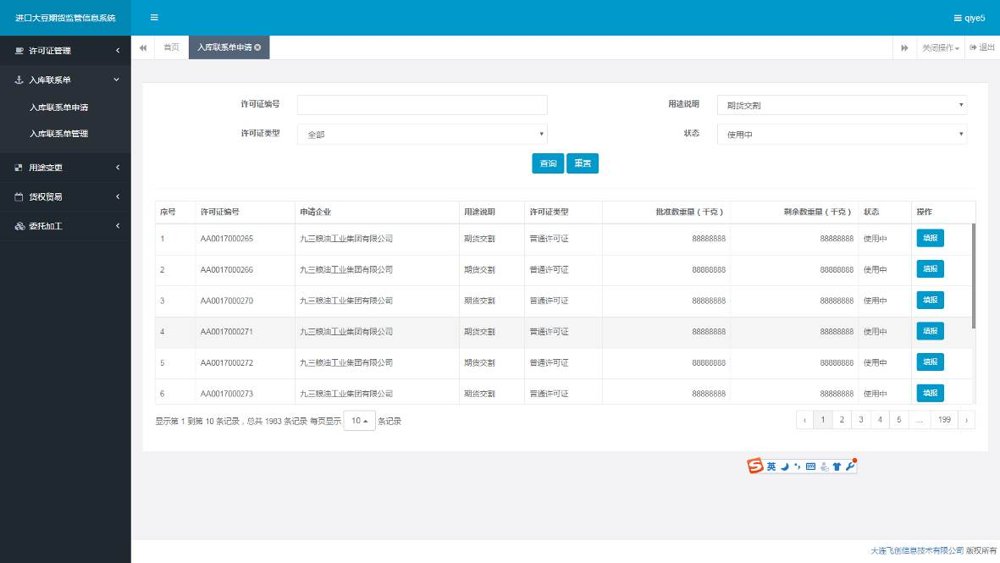 进口大豆期货监管信息系统
qiye5
许可证管理
入库联系单
入库联系单申请
入库联系单管理
用途变更
货权贸易
委托加工
首页 入库联系单申请 关闭操作 退出
许可证编号 用途说明 期货交割
许可证类型 全部 状态 使用中
查询 重置
序号 许可证编号 申请企业 用途说明 许可证类型 批准数重量(千克) 剩余数重量(千克) 状态 操作
1 AA0017000265 九三粮油工业集团有限公司 期货交割 普通许可证 88888888 88888888 使用中 填报
2 AA0017000266 九三粮油工业集团有限公司 期货交割 普通许可证 88888888 88888888 使用中 填报
3 AA0017000270 九三粮油工业集团有限公司 期货交割 普通许可证 88888888 88888888 使用中 填报
4 AA0017000271 九三粮油工业集团有限公司 期货交割 普通许可证 88888888 88888888 使用中 填报
5 AA0017000272 九三粮油工业集团有限公司 期货交割 普通许可证 88888888 88888888 使用中 填报
6 AA0017000273 九三粮油工业集团有限公司 期货交割 普通许可证 88888888 88888888 使用中 填报
显示第 1 到第 10 条记录,总共 1983 条记录 每页显示 10 条记录 ‹ 1 2 3 4 5 ... 199 ›
S 英
大连飞创信息技术有限公司 版权所有